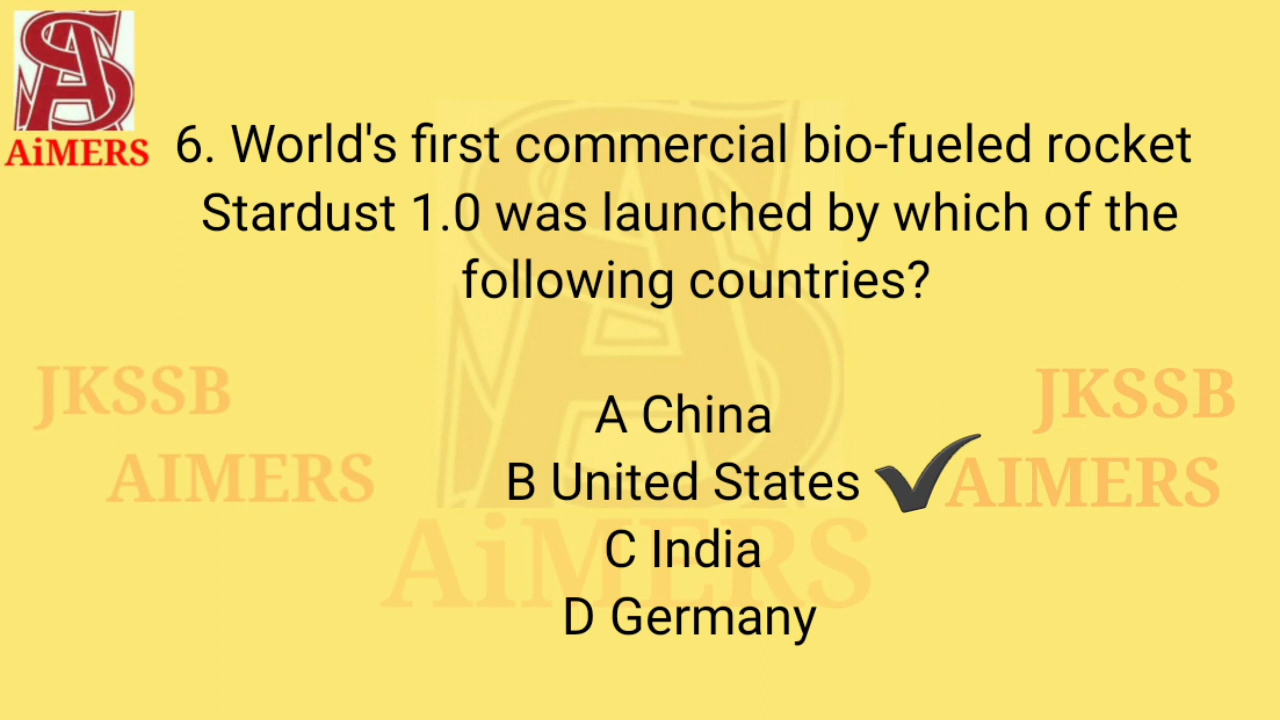 AiMERS
6. World's first commercial bio-fueled rocket
Stardust 1.0 was launched by which of the
following countries?
JKSSB
AIMERS
JKSSB
AIMERS
A China
B United States
C India
D Germany
AiMERS